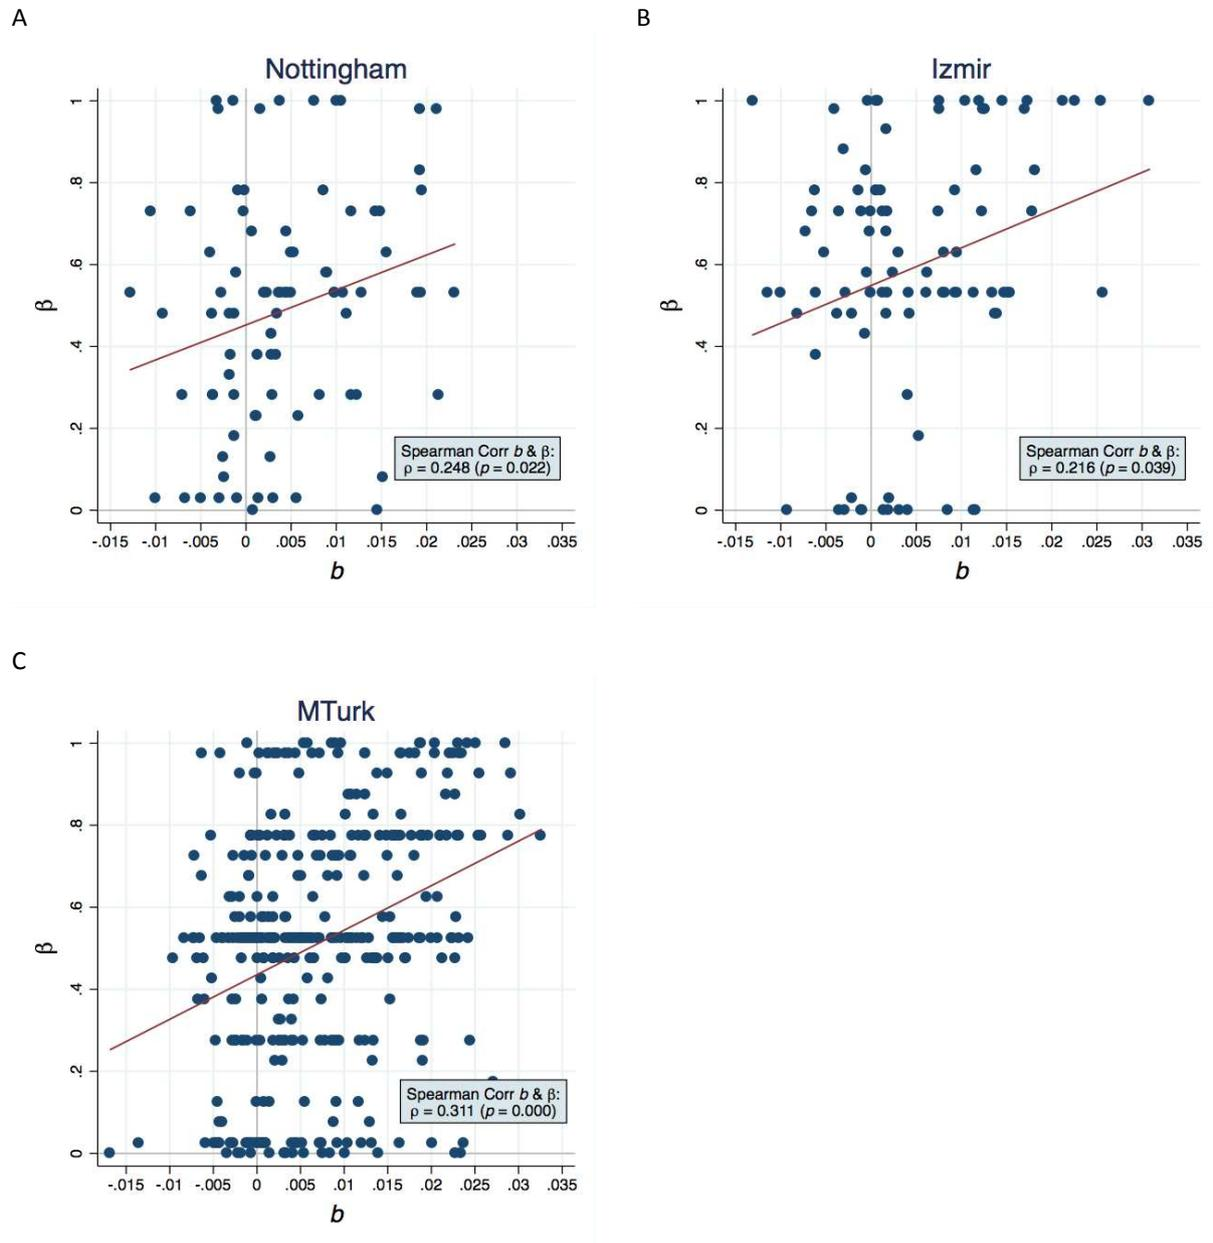 A
Nottingham
1
.8
.6
.4
.2
0
β
-.015 -.01 -.005 0 .005 .01 .015 .02 .025 .03 .035
b
Spearman Corr b & β:
ρ = 0.248 (p = 0.022)
B
Izmir
1
.8
.6
.4
.2
0
β
-.015 -.01 -.005 0 .005 .01 .015 .02 .025 .03 .035
b
Spearman Corr b & β:
ρ = 0.216 (p = 0.039)
C
MTurk
1
.8
.6
.4
.2
0
β
-.015 -.01 -.005 0 .005 .01 .015 .02 .025 .03 .035
b
Spearman Corr b & β:
ρ = 0.311 (p = 0.000)